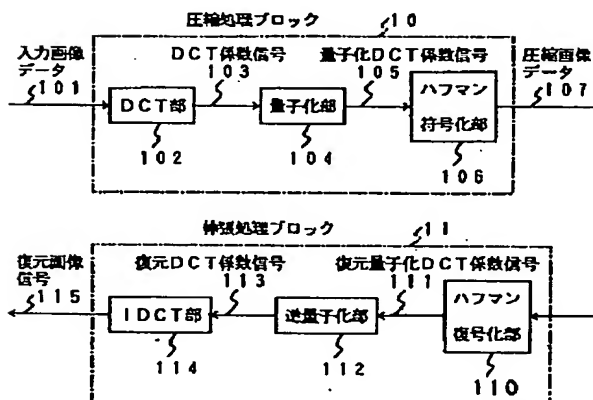 圧縮処理ブロック
10
入力画像
データ
101
DCT係数信号
103
量子化DCT係数信号
105
圧縮画像
データ
107
DCT部
102
量子化部
104
ハフマン
符号化部
106
伸張処理ブロック
11
復元画像
信号
115
復元DCT係数信号
113
復元量子化DCT係数信号
111
IDCT部
114
逆量子化部
112
ハフマン
復号化部
110